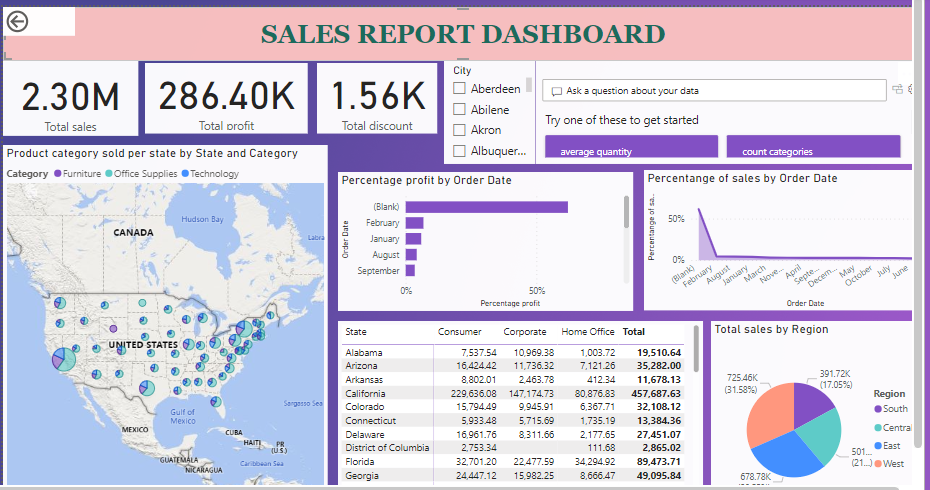 SALES REPORT DASHBOARD
2.30M
Total sales
286.40K
Total profit
1.56K
Total discount
City
Aberdeen
Abilene
Akron
Albuquer...
Ask a question about your data
Try one of these to get started
average quantity
count categories
Product category sold per state by State and Category
Category Furniture Office Supplies Technology
Hudson Bay
CANADA
Labra
UNITED STATES
Gulf of
Mexico
Sargasso Sea
MEXICO
CUBA
HAITI
PR
(U.S.)
GUATEMALA
Caribbean Sea
NICARAGUA
Percentage profit by Order Date
Order Date
(Blank)
February
January
August
September
0%
50%
Percentage profit
Percentange of sales by Order Date
Percentange of sa...
50%
0%
(Blank)
February
August
January
March
Nove...
April
Septe...
Decem...
May
October
July
June
Order Date
State Consumer Corporate Home Office Total
Alabama 7,537.54 10,969.38 1,003.72 19,510.64
Arizona 16,424.42 11,736.32 7,121.26 35,282.00
Arkansas 8,802.01 2,463.78 412.34 11,678.13
California 229,636.08 147,174.73 80,876.83 457,687.63
Colorado 15,794.49 9,945.91 6,367.71 32,108.12
Connecticut 5,933.48 5,715.69 1,735.19 13,384.36
Delaware 16,961.76 8,311.66 2,177.65 27,451.07
District of Columbia 2,753.34 111.68 2,865.02
Florida 32,701.20 22,477.59 34,294.92 89,473.71
Georgia 24,447.12 15,982.25 8,666.47 49,095.84
Total sales by Region
391.72K
(17.05%)
725.46K
(31.58%)
501...
(21...)
678.78K
Region
South
Centra
East
West